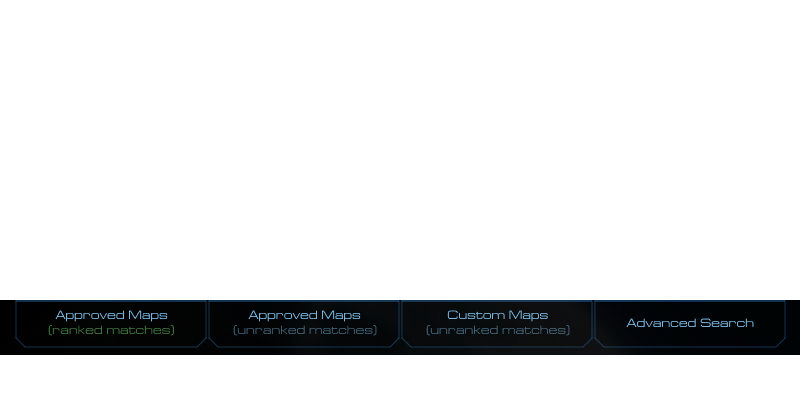 Approved Maps
(ranked matches)
Approved Maps
(unranked matches)
Custom Maps
(unranked matches)
Advanced Search